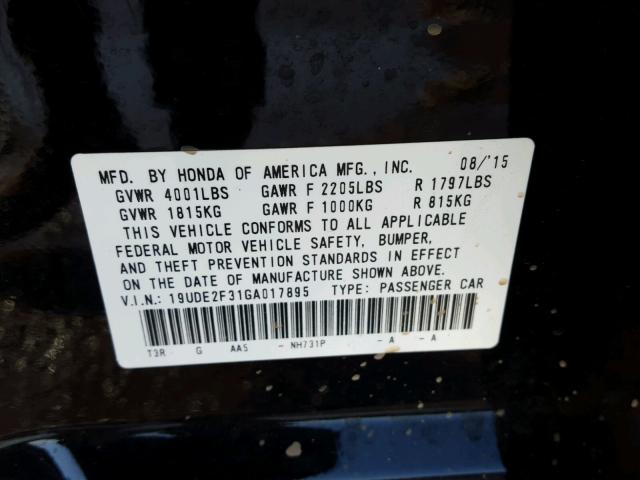 MFD. BY HONDA OF AMERICA MFG., INC. 08/'15
GVWR 4001LBS GAWR F 2205LBS R 1797LBS
GVWR 1815KG GAWR F 1000KG R 815KG
THIS VEHICLE CONFORMS TO ALL APPLICABLE
FEDERAL MOTOR VEHICLE SAFETY, BUMPER,
AND THEFT PREVENTION STANDARDS IN EFFECT
ON THE DATE OF MANUFACTURE SHOWN ABOVE.
V.I.N.: 19UDE2F31GA017895 TYPE: PASSENGER CAR
T3R G AA5 - NH731P - A - A